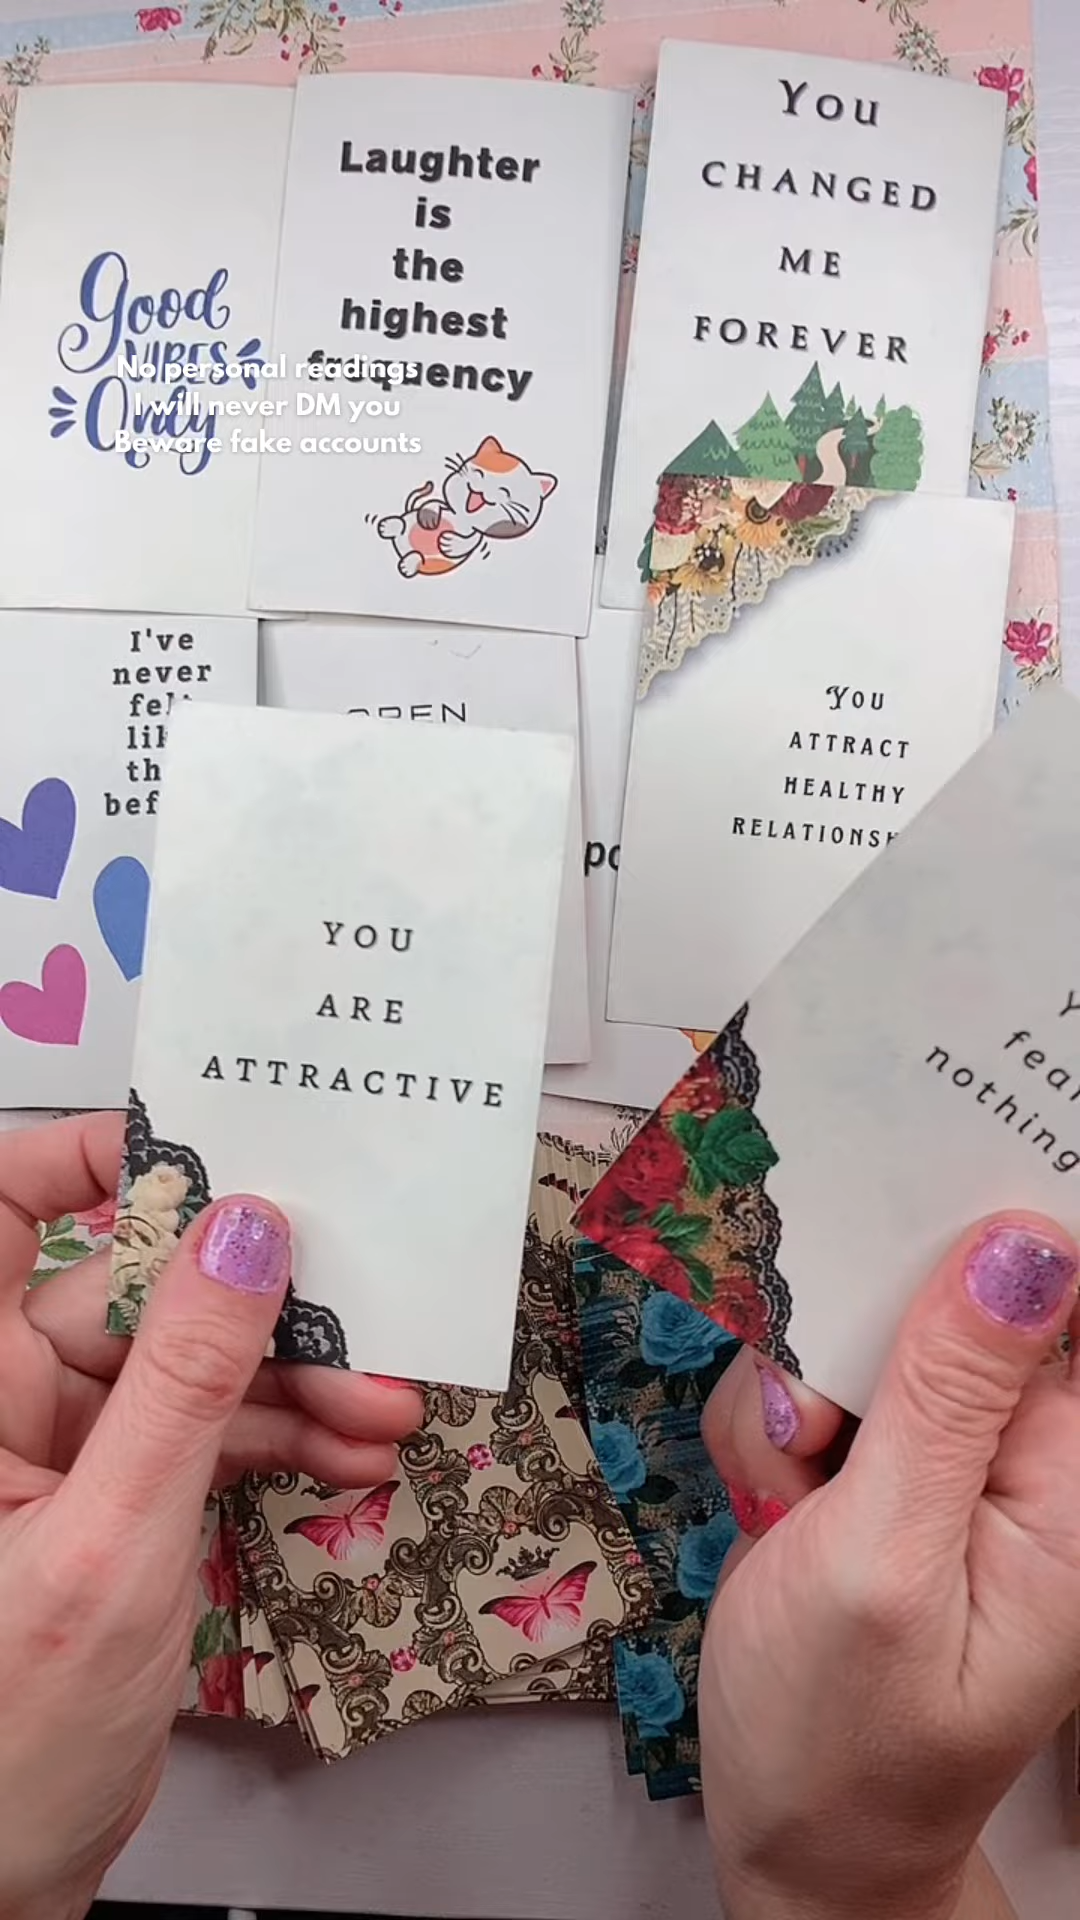 Good
VIBES
Only
Laughter
is
the
highest
frequency
You
CHANGED
ME
FOREVER
No personal readings
I will never DM you
Beware fake accounts
I've
never
OPEN
YOU
ATTRACT
HEALTHY
YOU
ARE
ATTRACTIVE
nothing